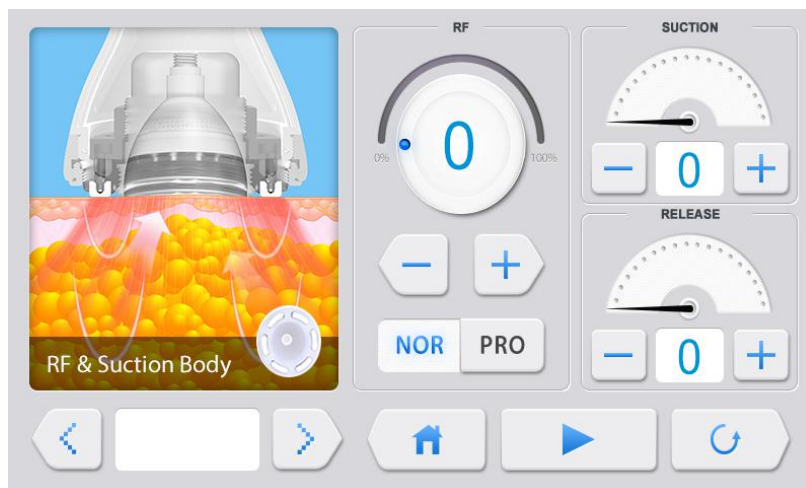 RF & Suction Body
RF
0
0%
100%
NOR
PRO
SUCTION
0
RELEASE
0